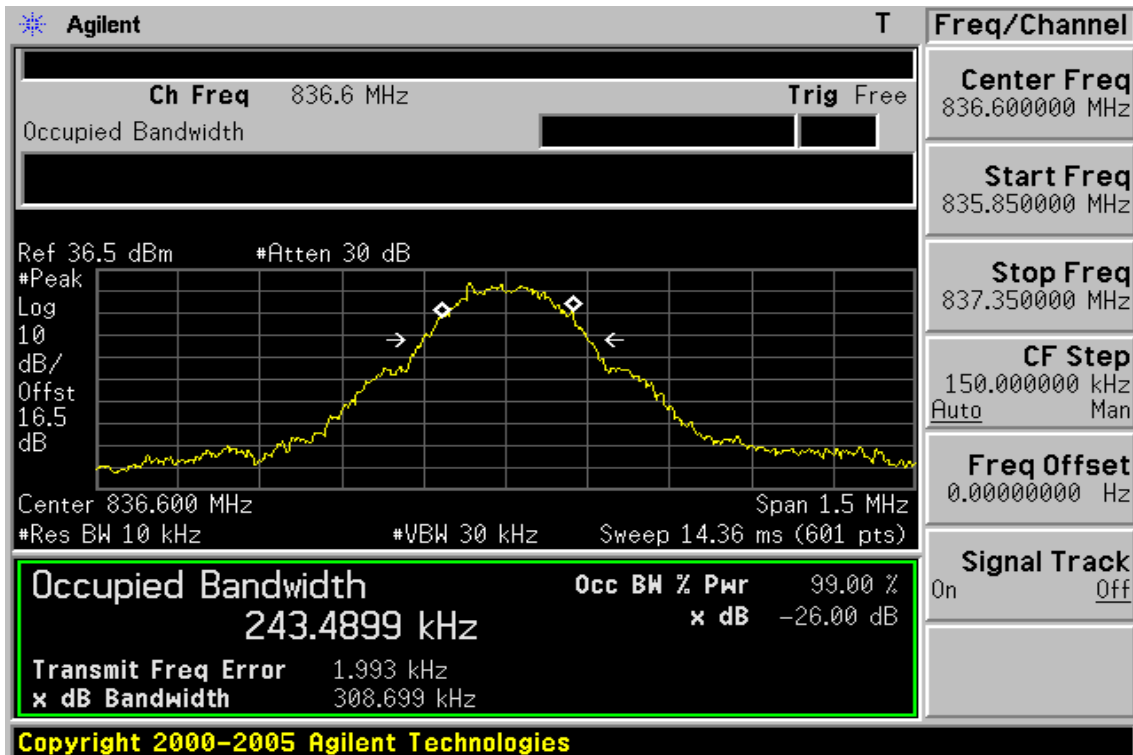 Agilent T
Ch Freq 836.6 MHz Trig Free
Occupied Bandwidth
Ref 36.5 dBm #Atten 30 dB
#Peak
Log
10
dB/
Offst
16.5
dB
Center 836.600 MHz Span 1.5 MHz
#Res BW 10 kHz #VBW 30 kHz Sweep 14.36 ms (601 pts)
Occupied Bandwidth
243.4899 kHz
Occ BW % Pwr 99.00 %
x dB -26.00 dB
Transmit Freq Error 1.993 kHz
x dB Bandwidth 308.699 kHz
Copyright 2000-2005 Agilent Technologies
Freq/Channel
Center Freq
836.600000 MHz
Start Freq
835.850000 MHz
Stop Freq
837.350000 MHz
CF Step
150.000000 kHz
Auto Man
Freq Offset
0.00000000 Hz
Signal Track
On Off